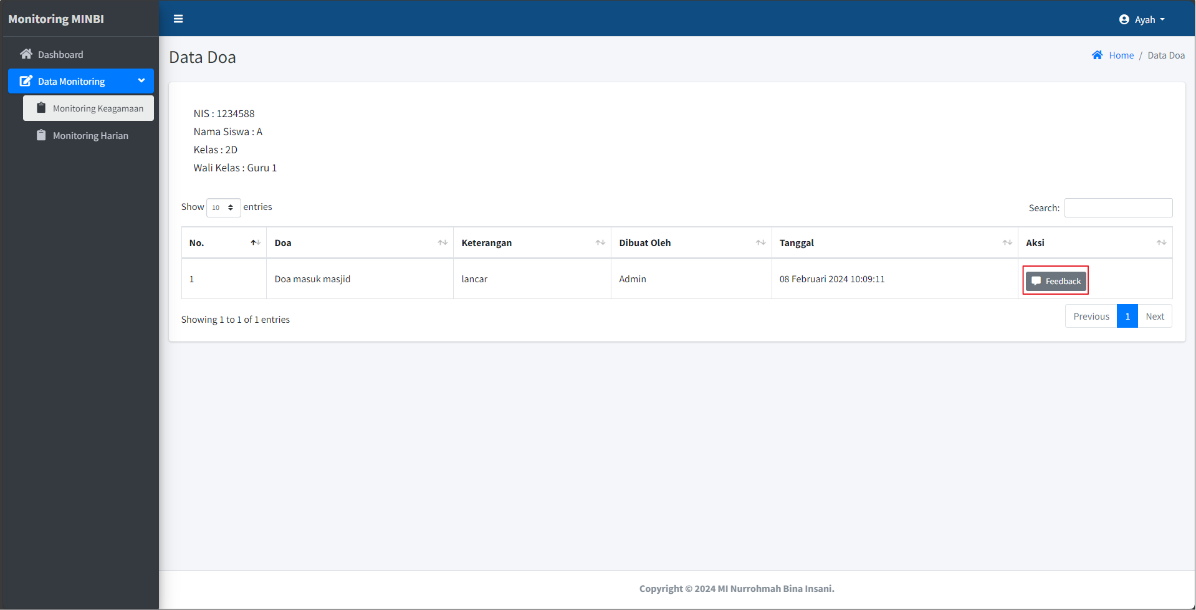 Monitoring MINBI
Ayah
Dashboard
Data Monitoring
Monitoring Keagamaan
Monitoring Harian
Data Doa
Home / Data Doa
NIS : 1234588
Nama Siswa : A
Kelas : 2D
Wali Kelas : Guru 1
Show 10 entries
Search:
No. Doa Keterangan Dibuat Oleh Tanggal Aksi
1 Doa masuk masjid lancar Admin 08 Februari 2024 10:09:11 Feedback
Showing 1 to 1 of 1 entries
Previous 1 Next
Copyright © 2024 MI Nurrohmah Bina Insani.